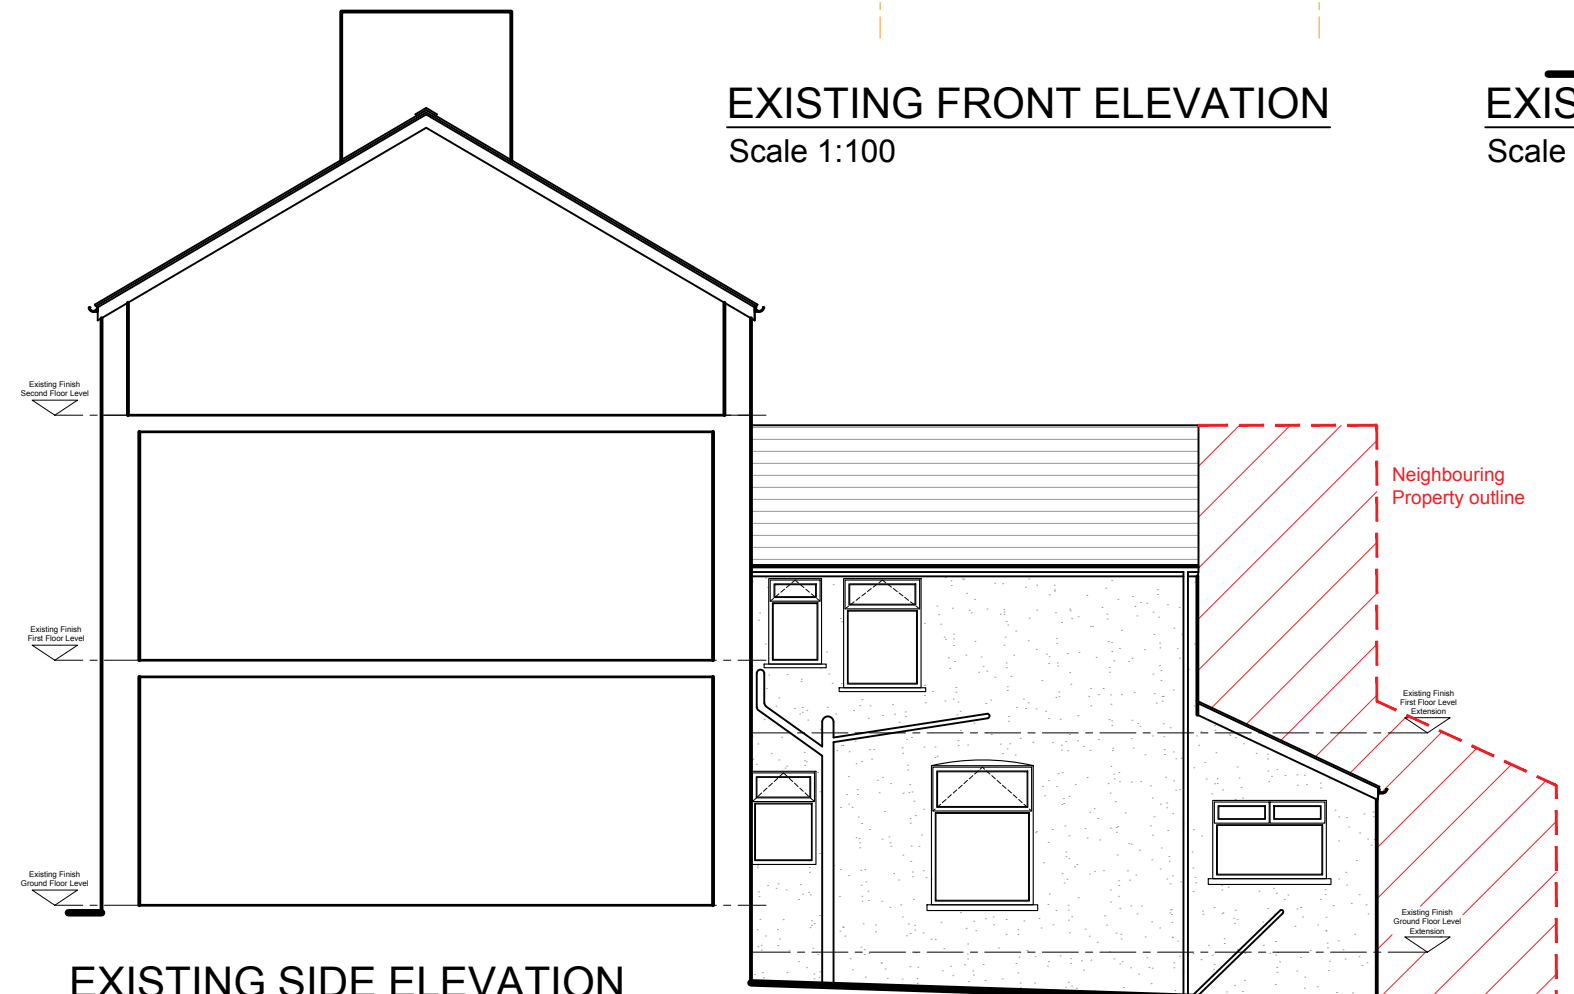 EXISTING FRONT ELEVATION
Scale 1:100
EXIS
Scale
Existing Finish
Second Floor Level
Neighbouring
Property outline
Existing Finish
First Floor Level
Existing Finish
First Floor Level
Extension
Existing Finish
Ground Floor Level
Existing Finish
Ground Floor Level
Extension
EXISTING SIDE ELEVATION